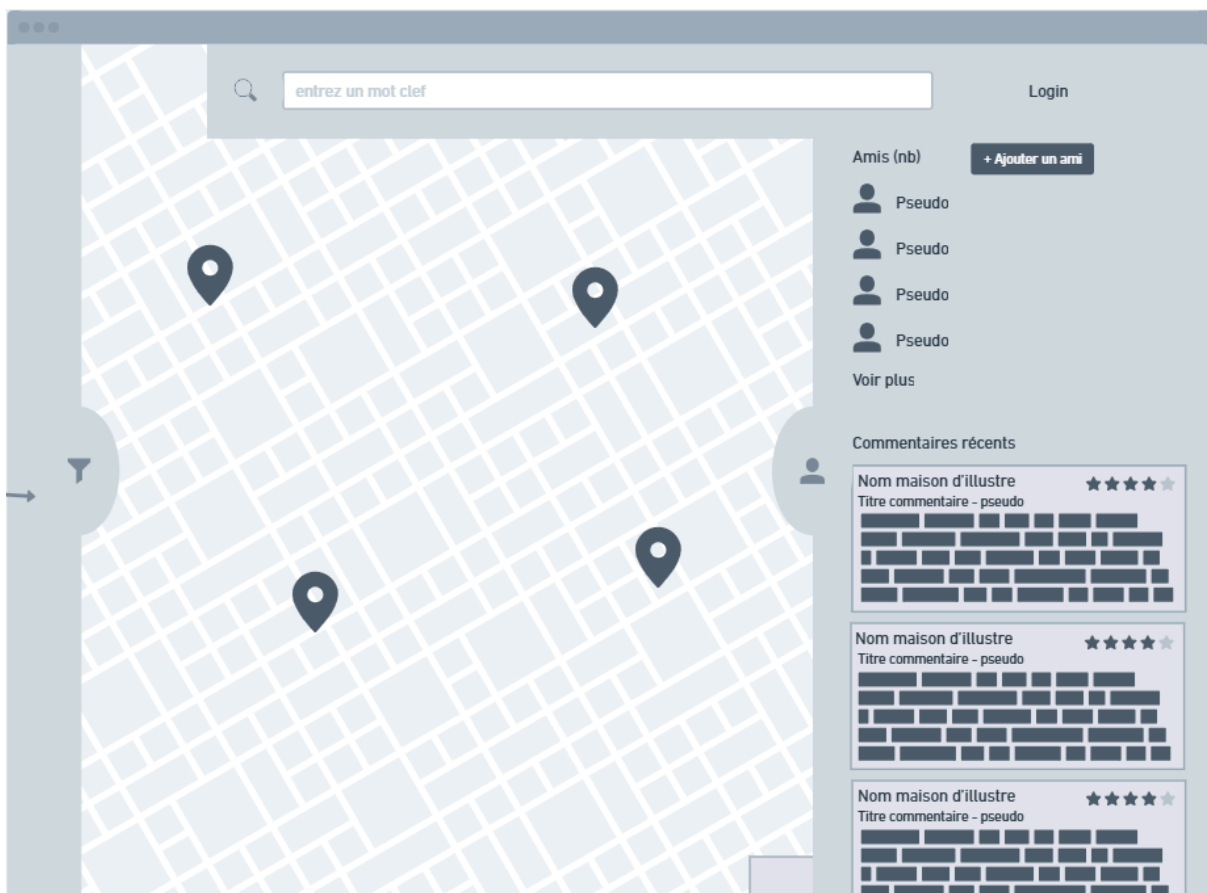 entrez un mot clef
Login
Amis (nb)
+ Ajouter un ami
Pseudo
Pseudo
Pseudo
Pseudo
Voir plus
Commentaires récents
Nom maison d'illustre
Titre commentaire - pseudo
Nom maison d'illustre
Titre commentaire - pseudo
Nom maison d'illustre
Titre commentaire - pseudo